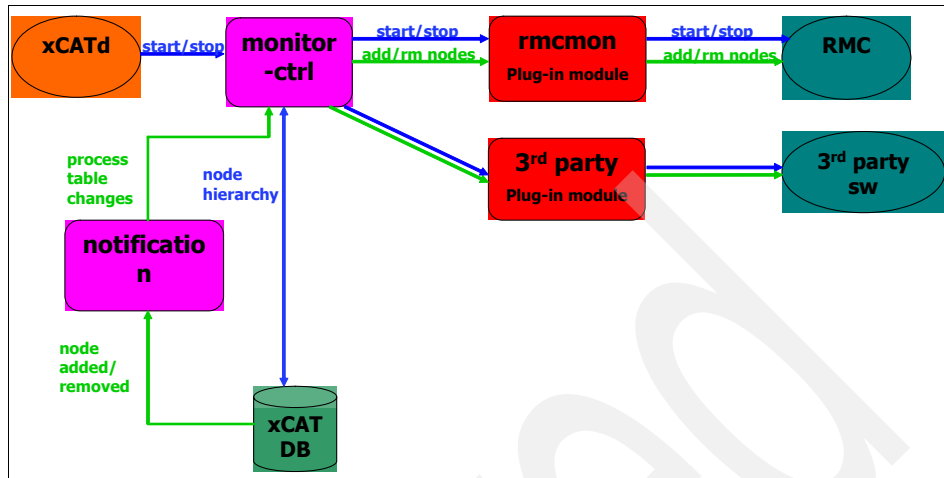 xCATd
start/stop
monitor
-ctrl
start/stop
add/rm nodes
rmcmon
Plug-in module
start/stop
add/rm nodes
RMC
process
table
changes
node
hierarchy
3rd party
Plug-in module
3rd party
sw
notificatio
n
node
added/
removed
xCAT
DB